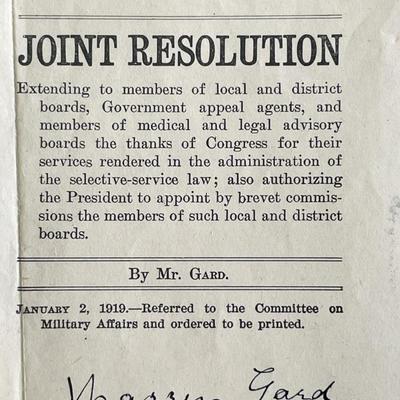 JOINT RESOLUTION
Extending to members of local and district
boards, Government appeal agents, and
members of medical and legal advisory
boards the thanks of Congress for their
services rendered in the administration of
the selective-service law; also authorizing
the President to appoint by brevet commis-
sions the members of such local and district
boards.
By Mr. GARD.
JANUARY 2, 1919.—Referred to the Committee on
Military Affairs and ordered to be printed.
Warren Gard